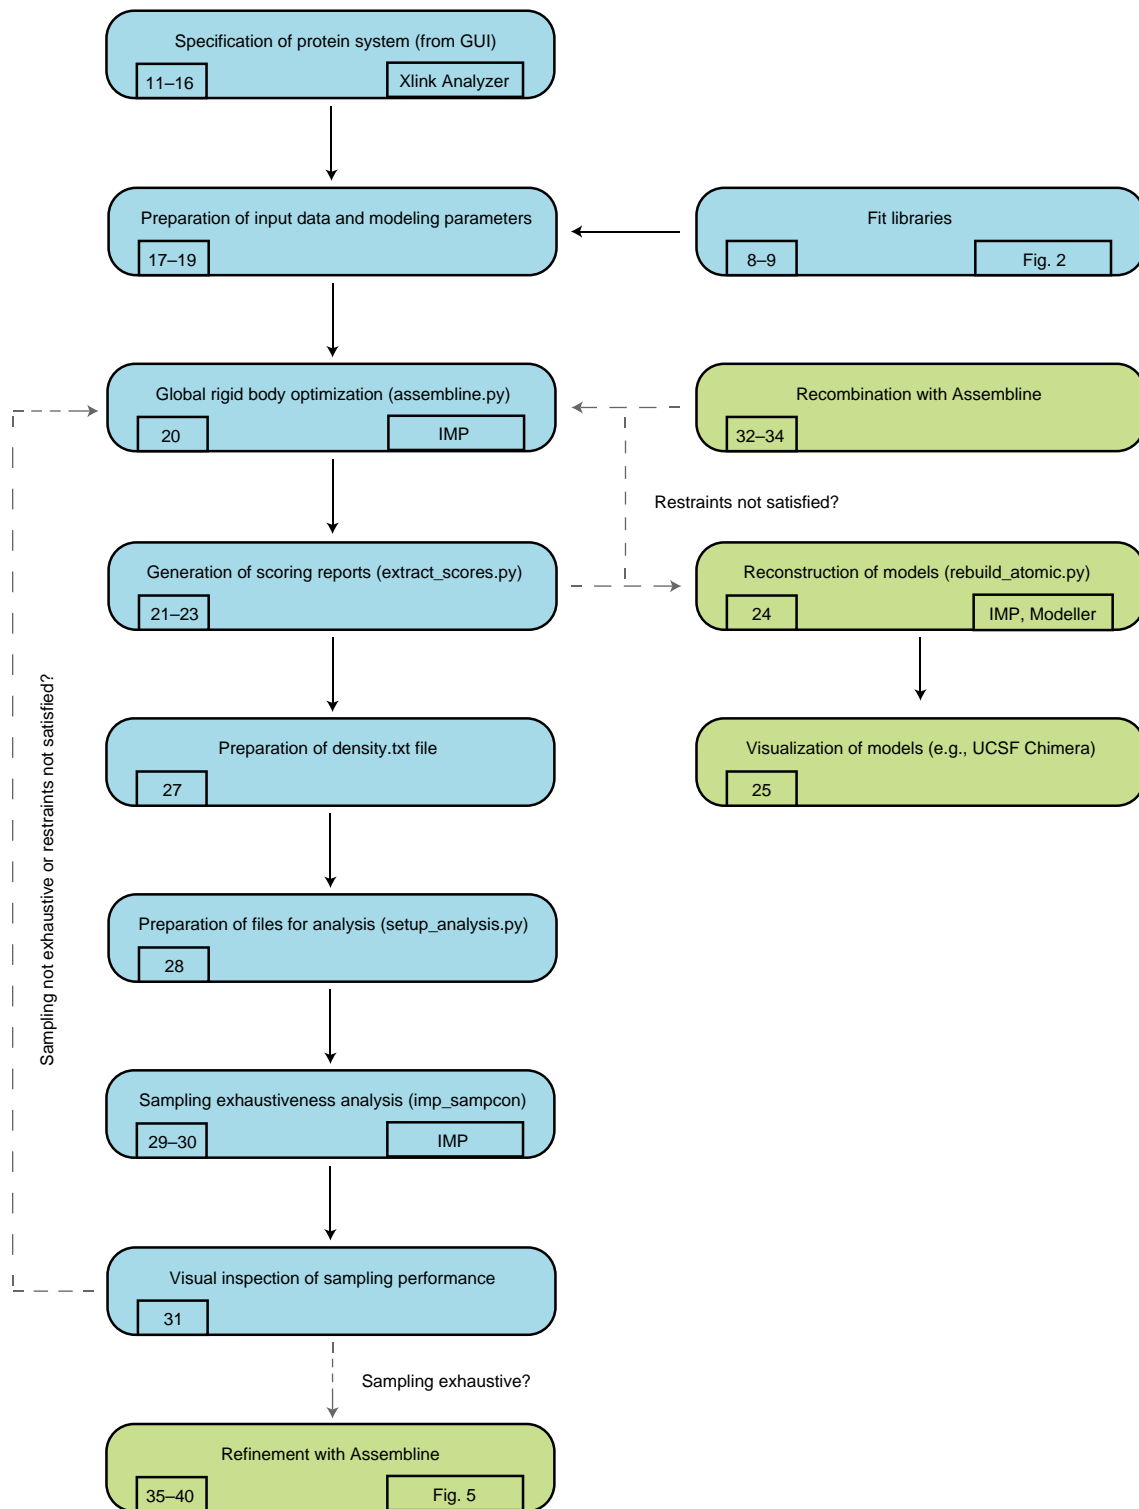 Specification of protein system (from GUI)
11–16
Xlink Analyzer
Preparation of input data and modeling parameters
17–19
Fit libraries
8–9
Fig. 2
Global rigid body optimization (assembline.py)
20
IMP
Recombination with Assembline
32–34
Restraints not satisfied?
Generation of scoring reports (extract_scores.py)
21–23
Reconstruction of models (rebuild_atomic.py)
24
IMP, Modeller
Sampling not exhaustive or restraints not satisfied?
Preparation of density.txt file
27
Visualization of models (e.g., UCSF Chimera)
25
Preparation of files for analysis (setup_analysis.py)
28
Sampling exhaustiveness analysis (imp_sampcon)
29–30
IMP
Visual inspection of sampling performance
31
Sampling exhaustive?
Refinement with Assembline
35–40
Fig. 5